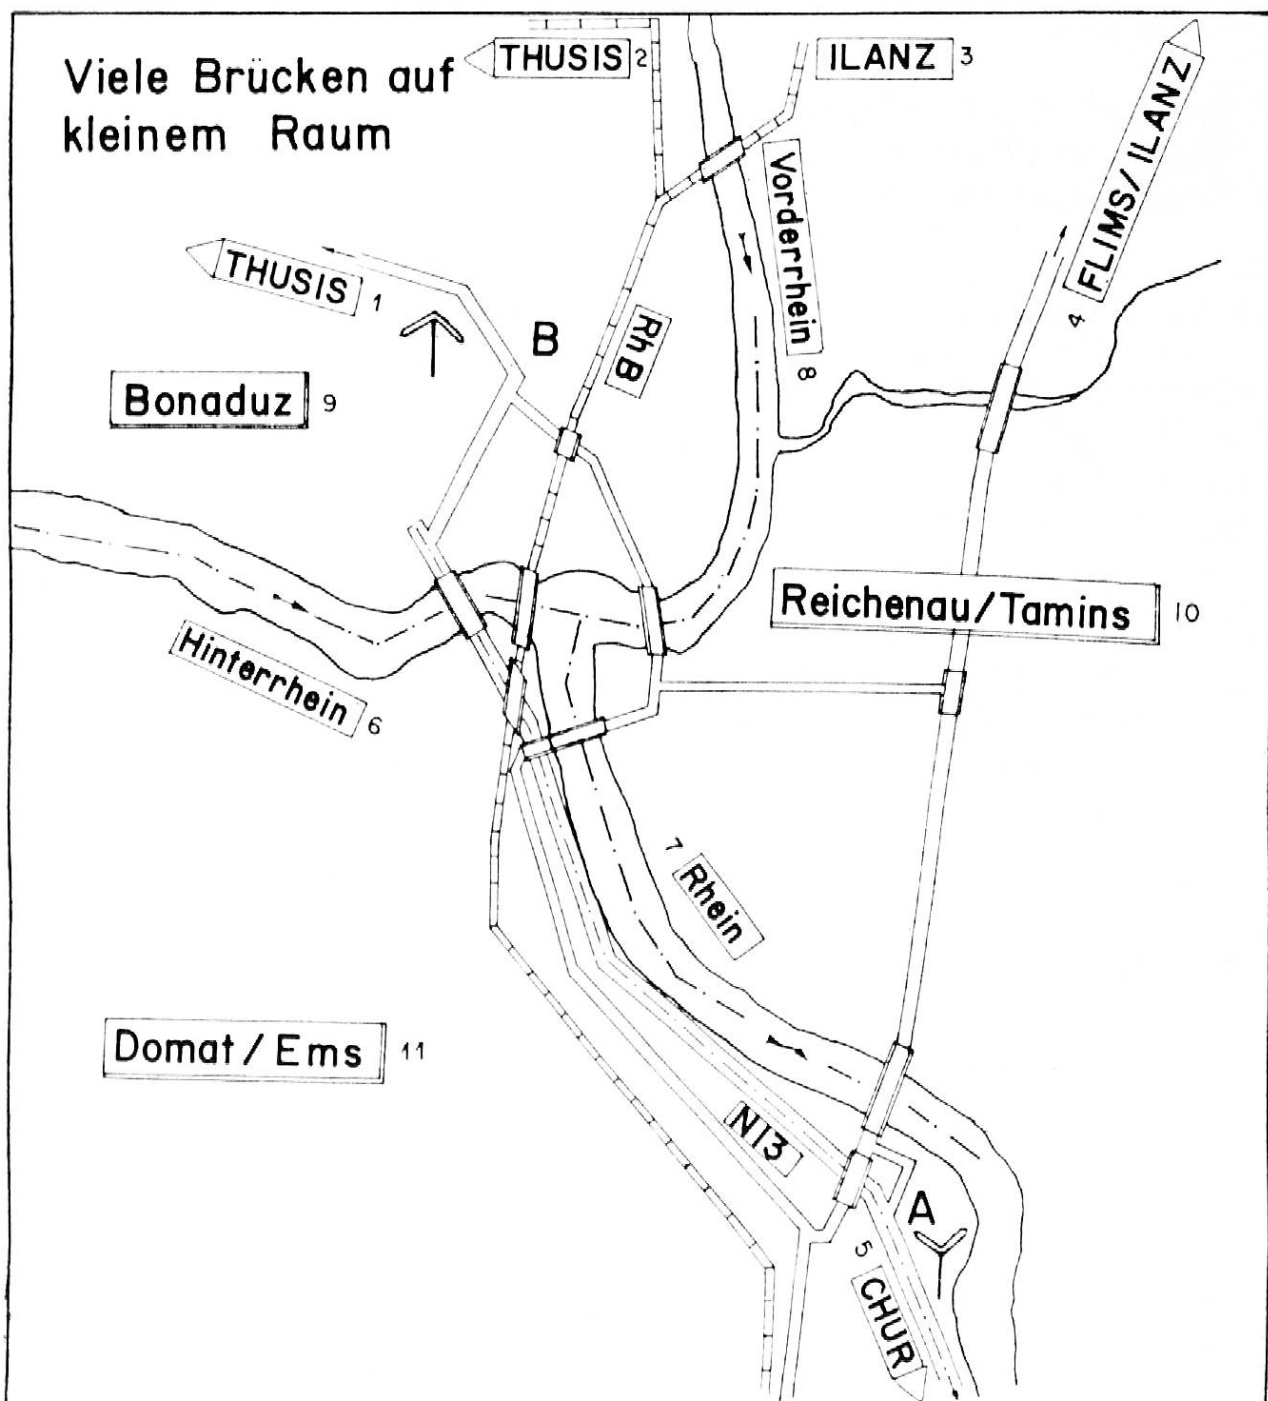 Viele Brücken auf
kleinem Raum
THUSIS 2
ILANZ 3
FLIMS/ILANZ
4
THUSIS 1
Vorderrhein
8
B
RhB
Bonaduz 9
Reichenau/Tamins 10
Hinterrhein 6
7 Rhein
Domat/Ems 11
N13
A
5
CHUR